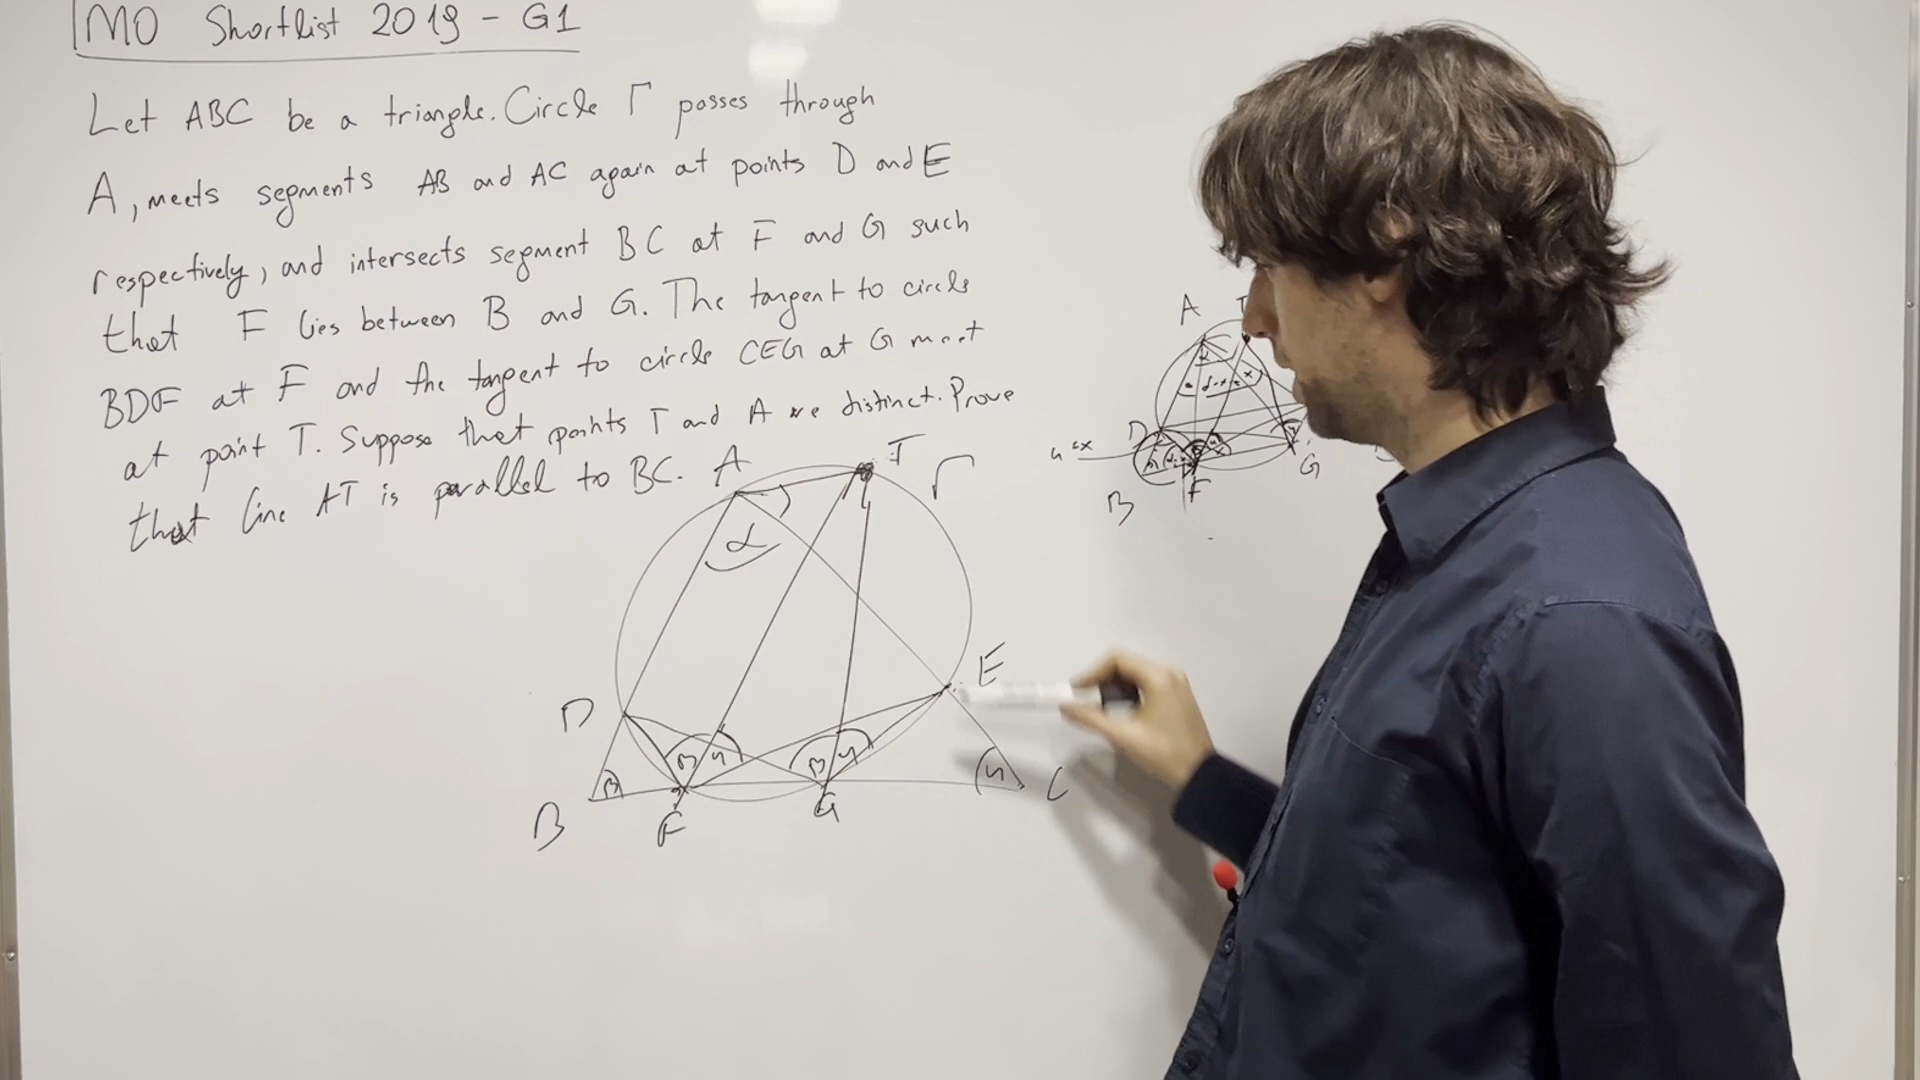 IMO Shortlist 2019 - G1
Let ABC be a triangle. Circle Γ passes through
A, meets segments AB and AC again at points D and E
respectively, and intersects segment BC at F and G such
that F lies between B and G. The tangent to circle
BDF at F and the tangent to circle CEG at G meet
at point T. Suppose that points T and A are distinct. Prove
that line AT is parallel to BC.
A T Γ
α
D E
β β γ β γ γ
B F G C
A T
α
D
B F G